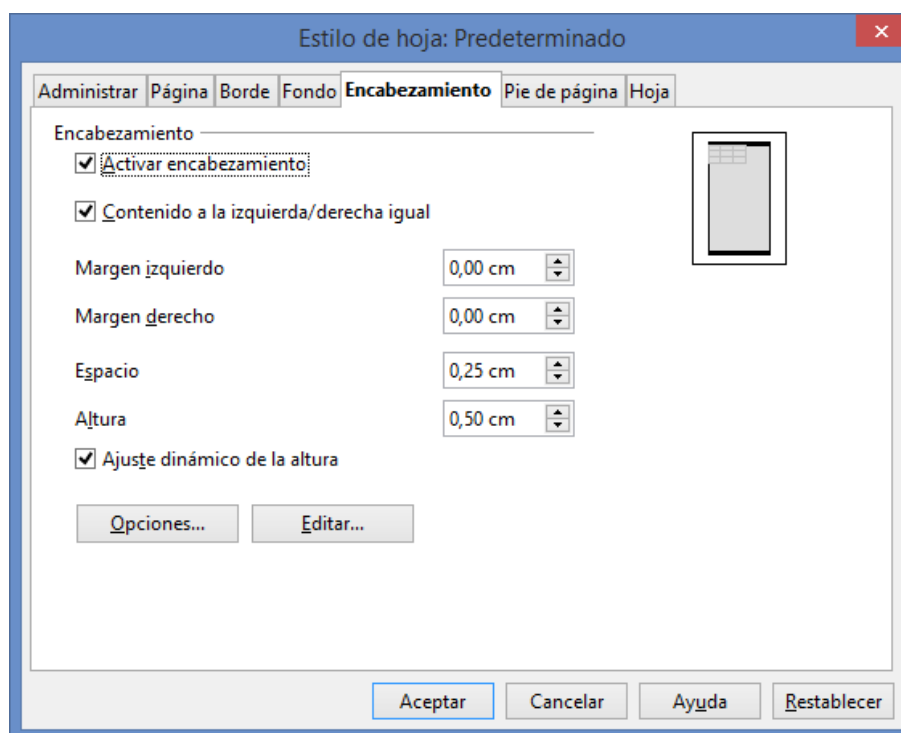 Estilo de hoja: Predeterminado
Administrar Página Borde Fondo Encabezamiento Pie de página Hoja
Encabezamiento
Activar encabezamiento
Contenido a la izquierda/derecha igual
Margen izquierdo 0,00 cm
Margen derecho 0,00 cm
Espacio 0,25 cm
Altura 0,50 cm
Ajuste dinámico de la altura
Opciones... Editar...
Aceptar Cancelar Ayuda Restablecer